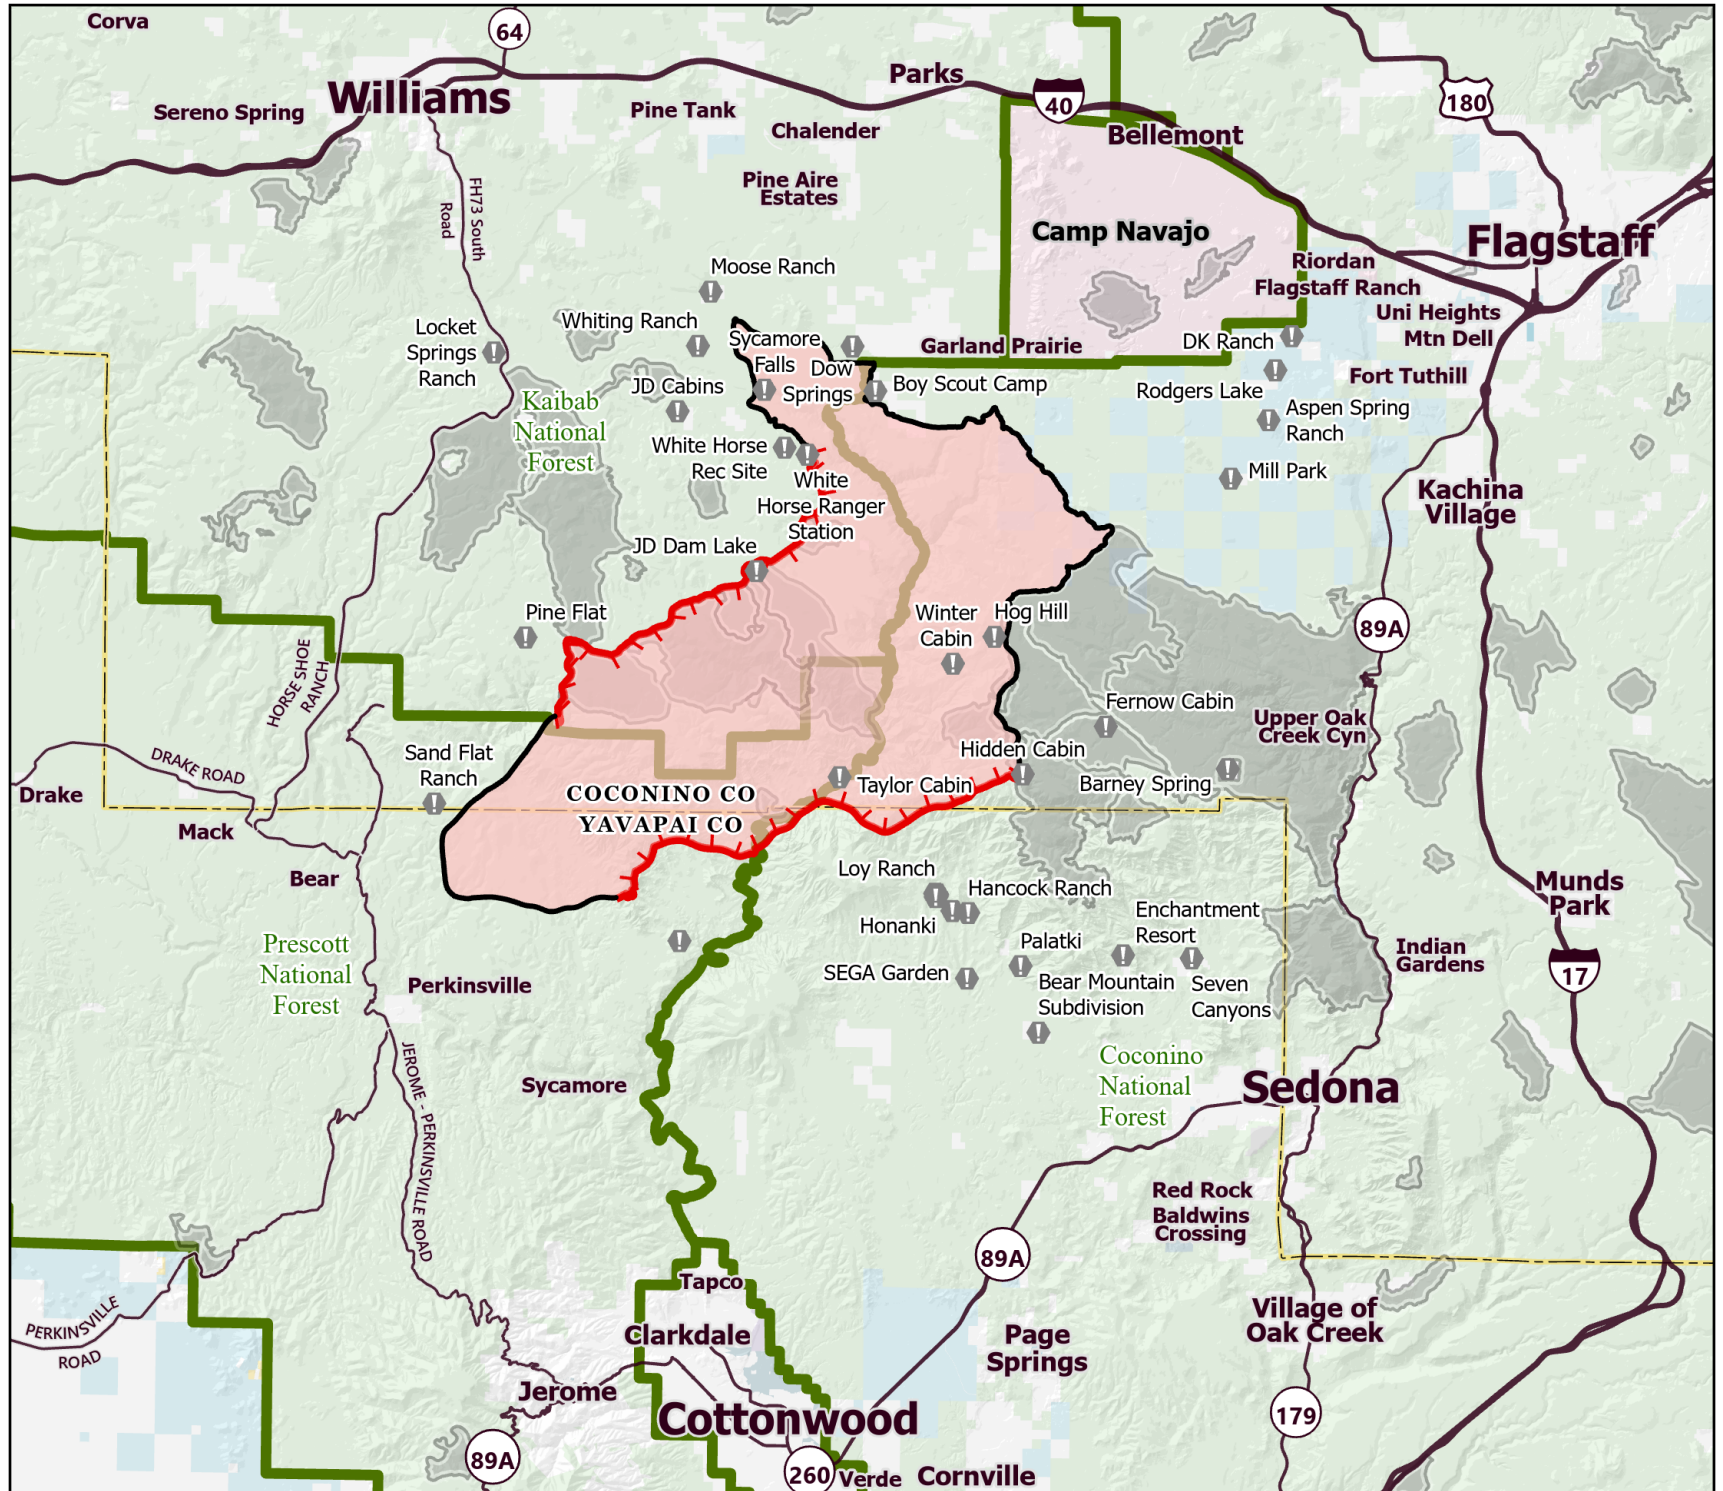 Corva
64
Williams
Sereno Spring
Pine Tank
Parks
Chalender
40
Bellemont
180
Pine Aire
Estates
FH73 South
Road
Camp Navajo
Flagstaff
Riordan
Flagstaff Ranch
Uni Heights
Mtn Dell
Moose Ranch
Whiting Ranch
Locket
Springs
Ranch
Sycamore
Falls
Dow
Springs
Garland Prairie
DK Ranch
Fort Tuthill
JD Cabins
Boy Scout Camp
Rodgers Lake
Aspen Spring
Ranch
Kaibab
National
Forest
White Horse
Rec Site
White
Horse Ranger
Station
Mill Park
Kachina
Village
JD Dam Lake
Pine Flat
Winter
Cabin
Hog Hill
89A
HORSE SHOE
RANCH
Fernow Cabin
Upper Oak
Creek Cyn
Sand Flat
Ranch
DRAKE ROAD
Drake
Hidden Cabin
Taylor Cabin
Barney Spring
COCONINO CO
YAVAPAI CO
Mack
Bear
Loy Ranch
Hancock Ranch
Honanki
Enchantment
Resort
Munds
Park
Prescott
National
Forest
Perkinsville
SEGA Garden
Palatki
Bear Mountain
Subdivision
Seven
Canyons
Indian
Gardens
17
JEROME - PERKINSVILLE ROAD
Sycamore
Coconino
National
Forest
Sedona
Red Rock
Baldwins
Crossing
89A
Tapco
Clarkdale
PERKINSVILLE
ROAD
Page
Springs
Village of
Oak Creek
Jerome
Cottonwood
179
89A
260
Verde
Cornville